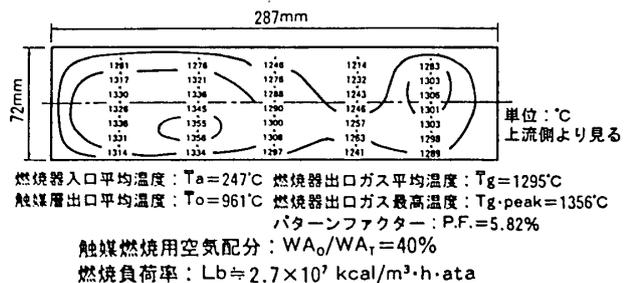 287mm
72mm
1281 1276 1246 1214 1283
1317 1321 1276 1232 1303
1330 1336 1288 1243 1306
1326 1345 1290 1246 1301
1336 1355 1300 1257 1303
1331 1356 1306 1263 1298
1314 1334 1297 1241 1289
単位:℃
上流側より見る
燃焼器入口平均温度:Ta=247℃ 燃焼器出口ガス平均温度:Tg=1295℃
触媒層出口平均温度:To=961℃ 燃焼器出口ガス最高温度:Tg·peak=1356℃
パターンファクター:P.F.=5.82%
触媒燃焼用空気配分:WA₀/WAT=40%
燃焼負荷率:Lb≒2.7×10⁷ kcal/m³·h·ata